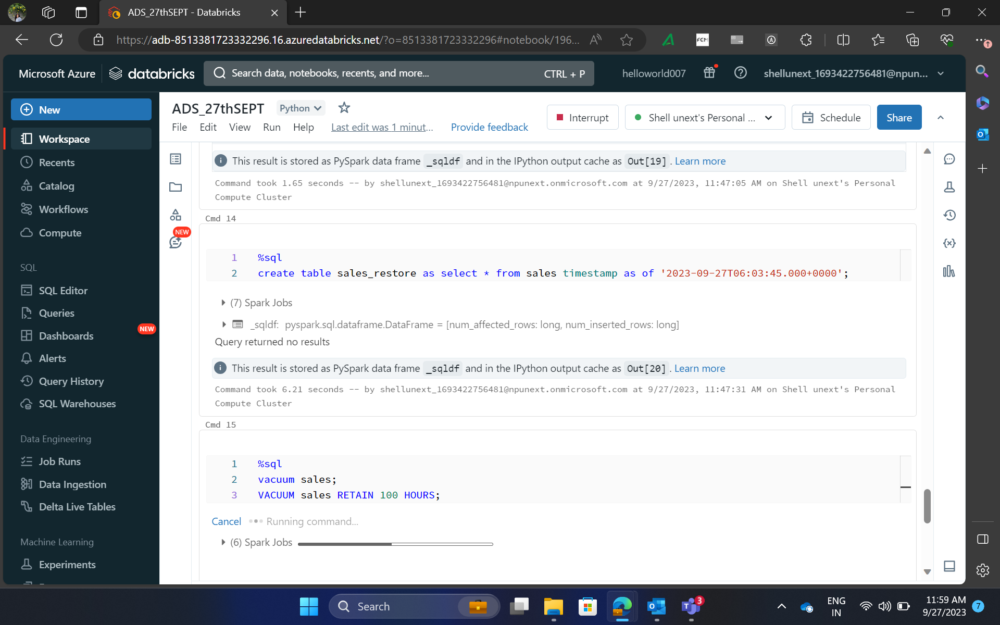 ADS_27thSEPT - Databricks
https://adb-8513381723332296.16.azuredatabricks.net/?o=8513381723332296#notebook/196...
FCM
Microsoft Azure
databricks
Search data, notebooks, recents, and more...
CTRL + P
helloworld007
shellunext_1693422756481@npun...
New
Workspace
Recents
Catalog
Workflows
Compute
SQL
SQL Editor
Queries
Dashboards
NEW
Alerts
Query History
SQL Warehouses
Data Engineering
Job Runs
Data Ingestion
Delta Live Tables
Machine Learning
Experiments
ADS_27thSEPT
Python
File Edit View Run Help
Last edit was 1 minut...
Provide feedback
Interrupt
Shell unext's Personal ...
Schedule
Share
NEW
This result is stored as PySpark data frame _sqldf and in the IPython output cache as Out[19]. Learn more
Command took 1.65 seconds -- by shellunext_1693422756481@npunext.onmicrosoft.com at 9/27/2023, 11:47:05 AM on Shell unext's Personal
Compute Cluster
Cmd 14
1 %sql
2 create table sales_restore as select * from sales timestamp as of '2023-09-27T06:03:45.000+0000';
(7) Spark Jobs
_sqldf: pyspark.sql.dataframe.DataFrame = [num_affected_rows: long, num_inserted_rows: long]
Query returned no results
This result is stored as PySpark data frame _sqldf and in the IPython output cache as Out[20]. Learn more
Command took 6.21 seconds -- by shellunext_1693422756481@npunext.onmicrosoft.com at 9/27/2023, 11:47:31 AM on Shell unext's Personal
Compute Cluster
Cmd 15
1 %sql
2 vacuum sales;
3 VACUUM sales RETAIN 100 HOURS;
Cancel
Running command...
(6) Spark Jobs
Search
3
ENG
IN
11:59 AM
9/27/2023
7